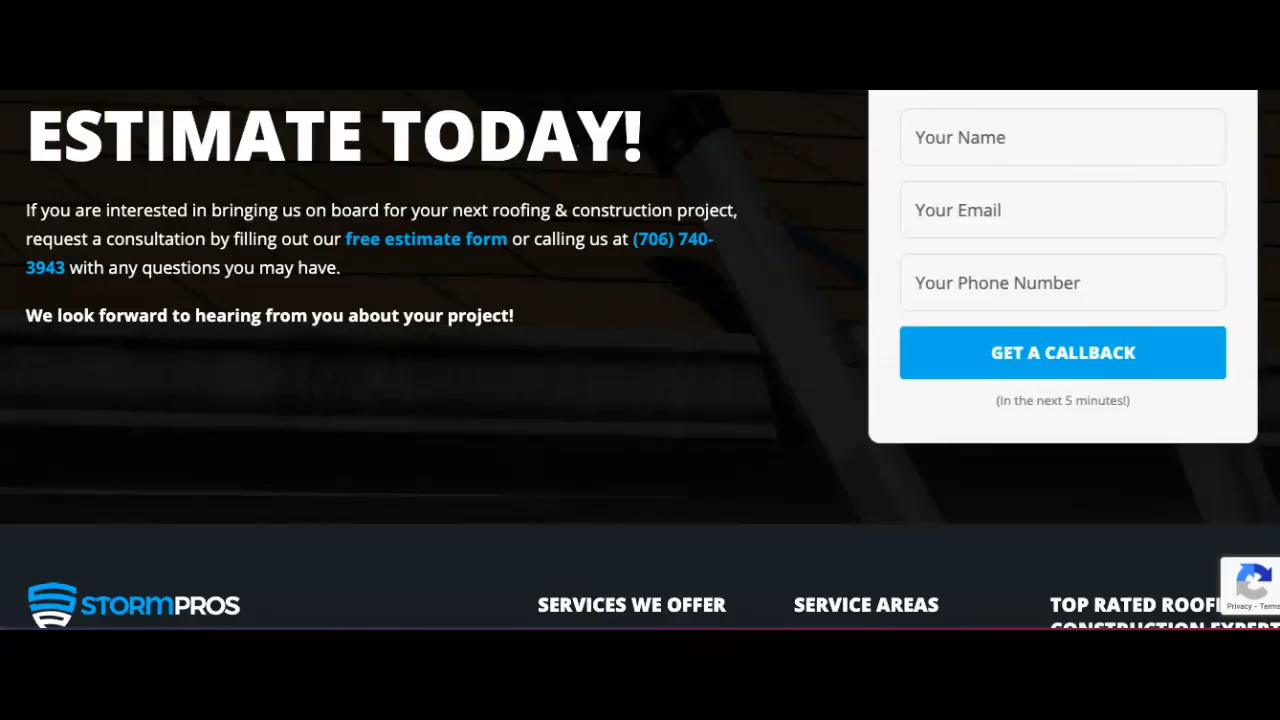 ESTIMATE TODAY!
If you are interested in bringing us on board for your next roofing & construction project,
request a consultation by filling out our free estimate form or calling us at (706) 740-
3943 with any questions you may have.
We look forward to hearing from you about your project!
Your Name
Your Email
Your Phone Number
GET A CALLBACK
(In the next 5 minutes!)
STORMPROS
SERVICES WE OFFER
SERVICE AREAS
TOP RATED ROOFI
CONSTRUCTION EXPERT
Privacy - Terms